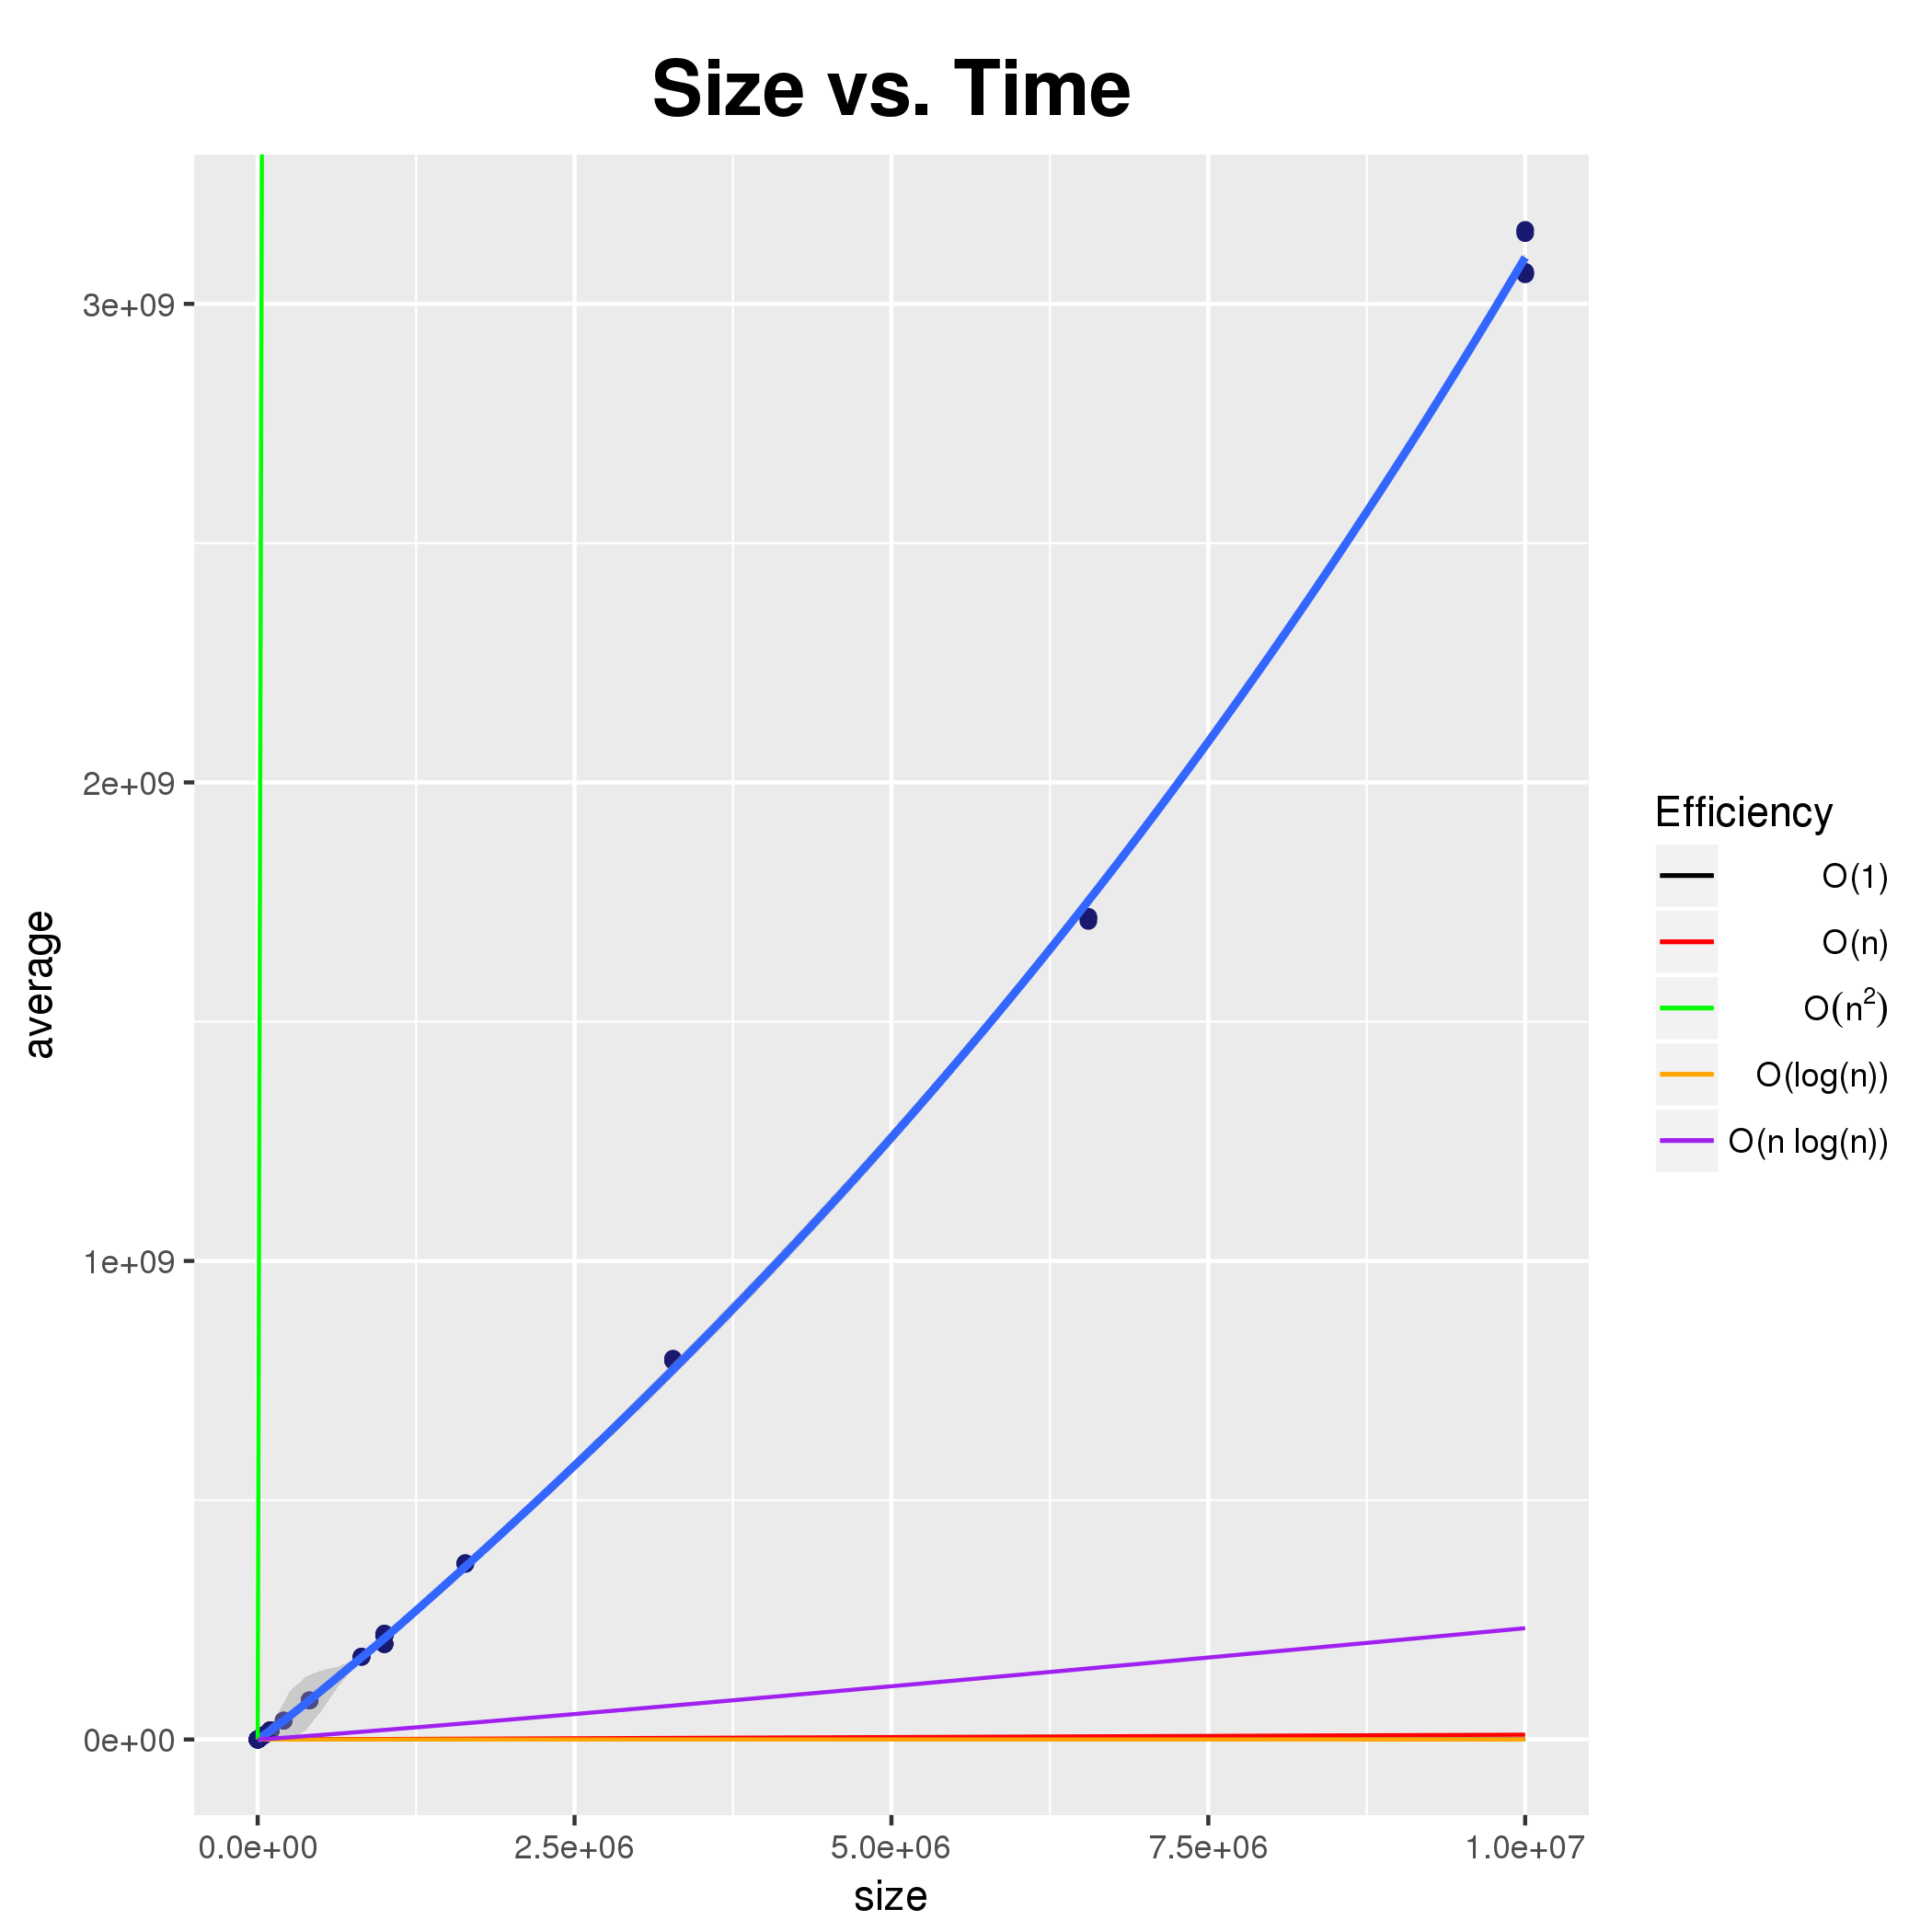 Size vs. Time
average
3e+09
2e+09
1e+09
0e+00
0.0e+00
2.5e+06
5.0e+06
7.5e+06
1.0e+07
size
Efficiency
O(1)
O(n)
O(n²)
O(log(n))
O(n log(n))